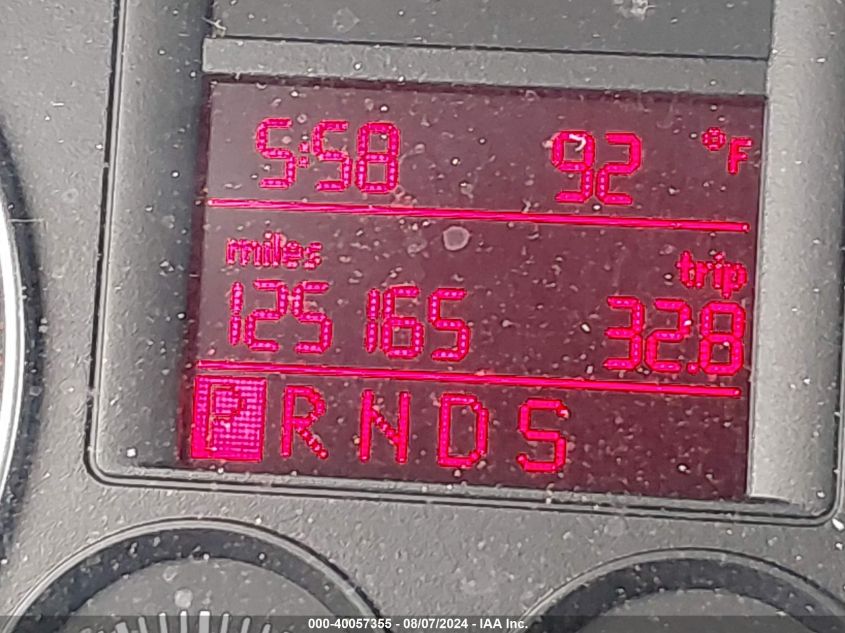 5:58 92 °F
miles trip
125 165 32.8
P R N D S
000-40057355 - 08/07/2024 - IAA Inc.